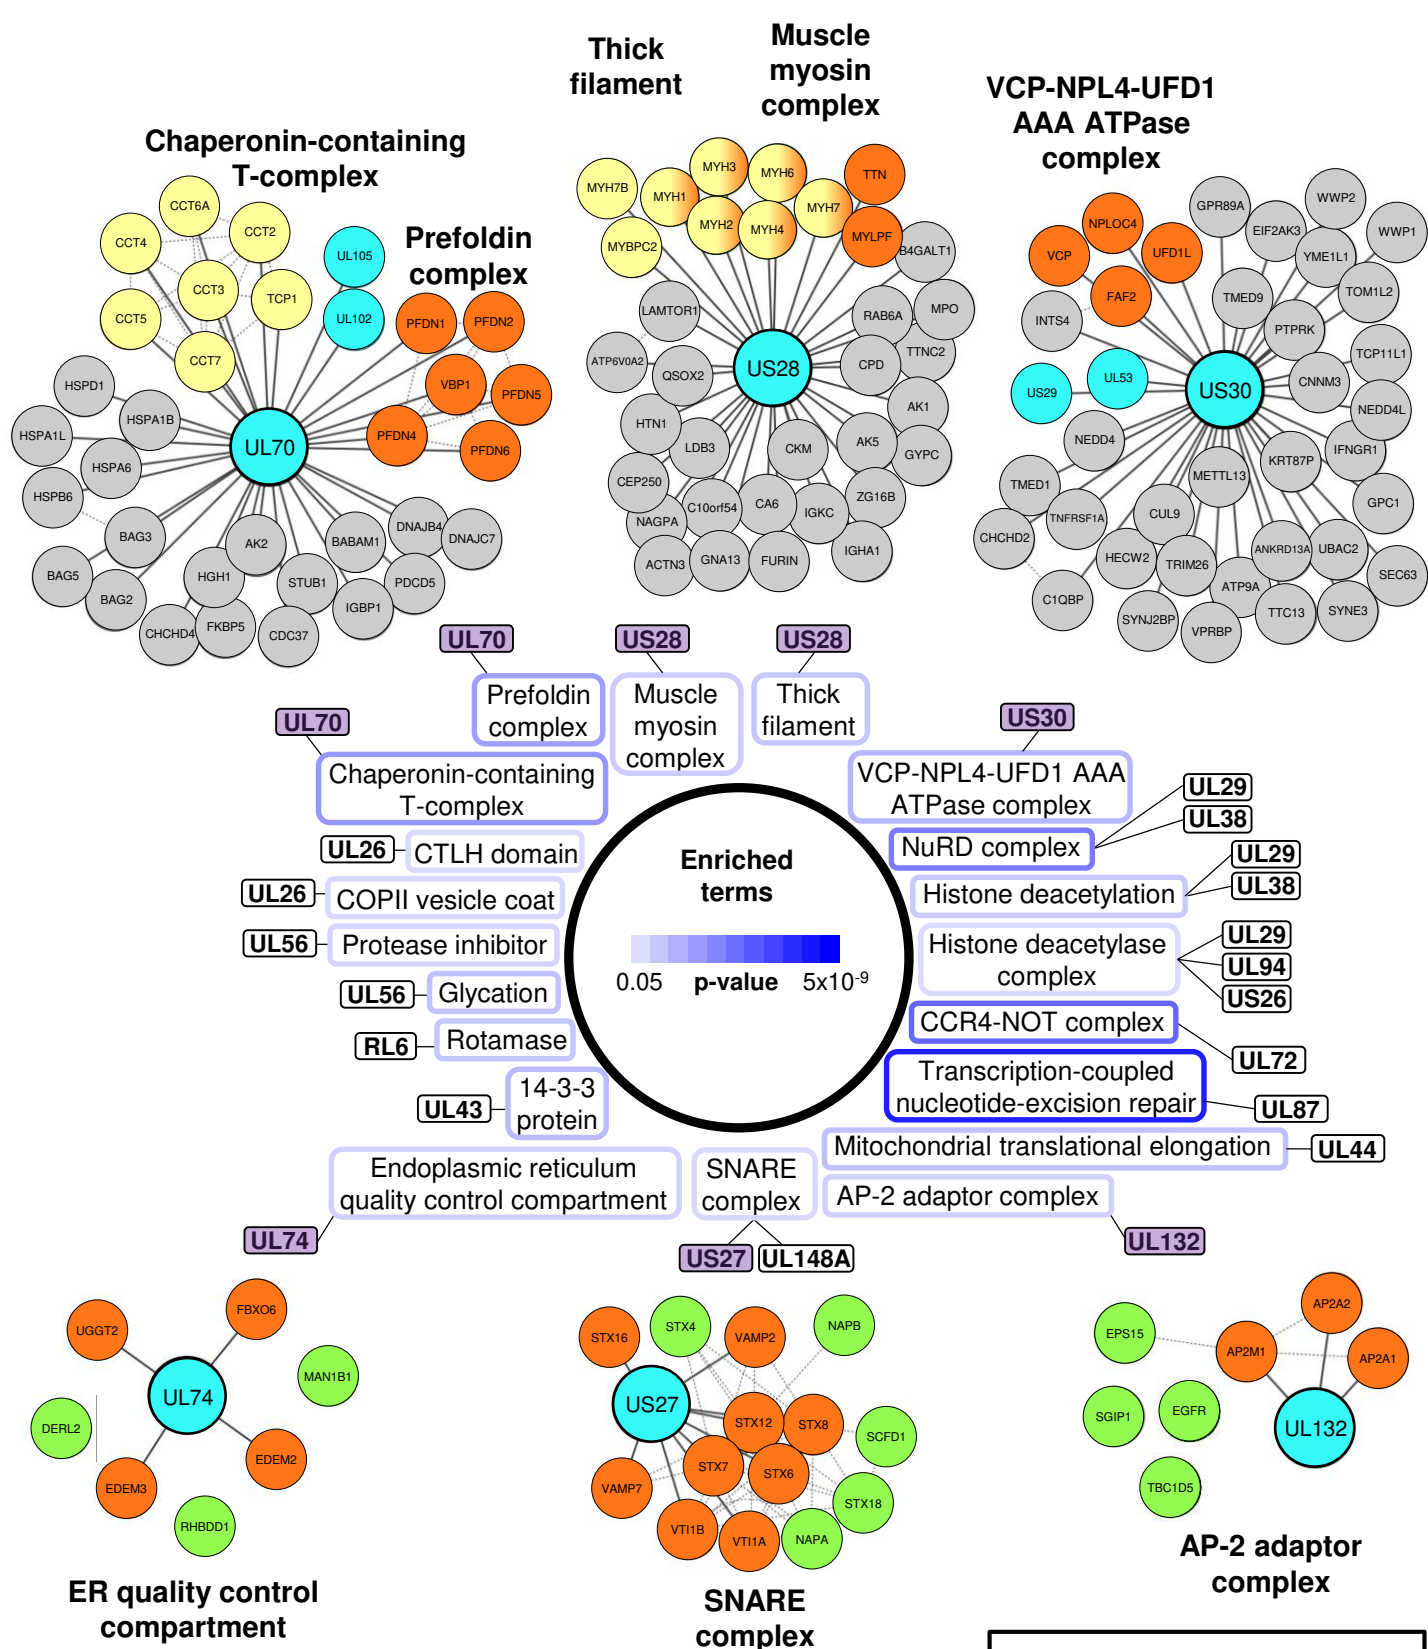 Thick
filament
Muscle
myosin
complex
VCP-NPL4-UFD1
AAA ATPase
complex
Chaperonin-containing
T-complex
Prefoldin
complex
CCT6A
CCT4
CCT2
CCT3
TCP1
CCT5
CCT7
UL105
UL102
PFDN1
PFDN2
VBP1
PFDN5
PFDN4
PFDN6
UL70
HSPD1
HSPA1B
HSPA1L
HSPA6
HSPB6
BAG3
BAG5
BAG2
AK2
HGH1
CHCHD4
FKBP5
CDC37
STUB1
IGBP1
BABAM1
PDCD5
DNAJB4
DNAJC7
MYH7B
MYH1
MYH3
MYH6
MYH7
TTN
MYBPC2
MYH2
MYH4
MYLPF
B4GALT1
LAMTOR1
RAB6A
MPO
ATP6V0A2
QSOX2
US28
CPD
TTNC2
HTN1
LDB3
CKM
AK5
AK1
GYPC
CEP250
NAGPA
C10orf54
CA6
IGKC
ZG16B
ACTN3
GNA13
FURIN
IGHA1
GPR89A
WWP2
WWP1
EIF2AK3
YME1L1
NPLOC4
VCP
UFD1L
FAF2
INTS4
TMED9
TOM1L2
PTPRK
TCP11L1
US29
UL53
US30
CNNM3
NEDD4L
NEDD4
IFNGR1
KRT87P
METTL13
GPC1
TMED1
TNFRSF1A
CUL9
CHCHD2
HECW2
TRIM26
ANKRD13A
UBAC2
SEC63
C1QBP
ATP9A
SYNJ2BP
VPRBP
TTC13
SYNE3
UL70
US28
US28
Prefoldin
complex
Muscle
myosin
complex
Thick
filament
UL70
US30
Chaperonin-containing
T-complex
VCP-NPL4-UFD1 AAA
ATPase complex
UL29
UL38
UL26
CTLH domain
NuRD complex
UL29
UL38
UL26
COPII vesicle coat
Histone deacetylation
UL56
Protease inhibitor
Histone deacetylase
complex
UL29
UL94
US26
UL56
Glycation
CCR4-NOT complex
UL72
RL6
Rotamase
Transcription-coupled
nucleotide-excision repair
UL87
UL43
14-3-3
protein
Mitochondrial translational elongation
UL44
Endoplasmic reticulum
quality control compartment
SNARE
complex
AP-2 adaptor complex
UL74
US27
UL148A
UL132
Enriched
terms
0.05
p-value
5x10⁻⁹
UGGT2
FBXO6
MAN1B1
UL74
DERL2
EDEM2
EDEM3
RHBDD1
ER quality control
compartment
STX16
STX4
VAMP2
NAPB
US27
STX12
STX8
SCFD1
STX7
STX6
VAMP7
STX18
VTI1B
VTI1A
NAPA
SNARE
complex
EPS15
AP2A2
AP2M1
AP2A1
SGIP1
EGFR
UL132
TBC1D5
AP-2 adaptor
complex